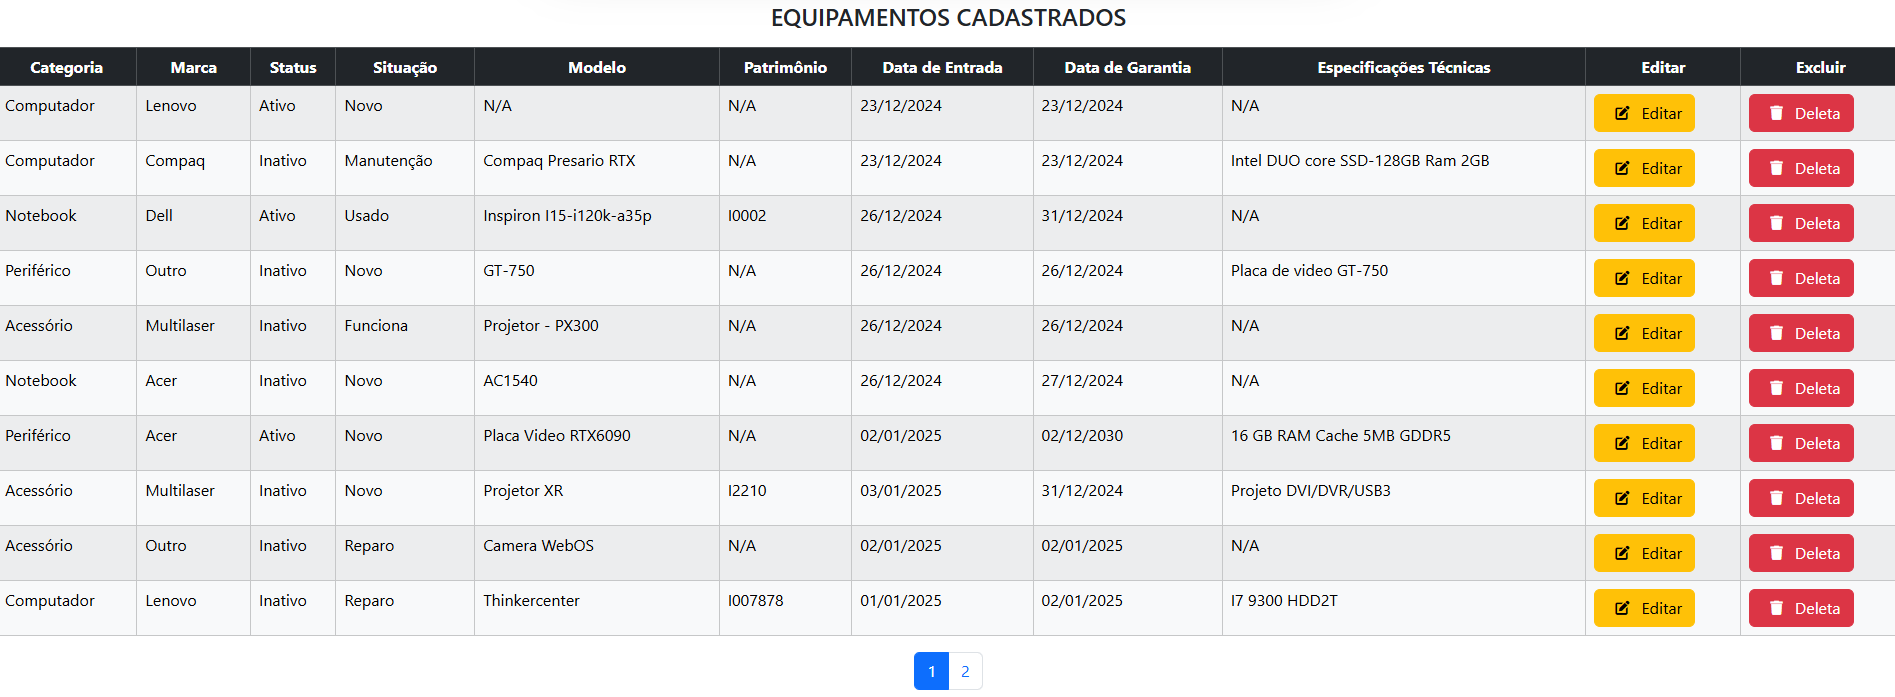 EQUIPAMENTOS CADASTRADOS
Categoria Marca Status Situação Modelo Patrimônio Data de Entrada Data de Garantia Especificações Técnicas Editar Excluir
Computador Lenovo Ativo Novo N/A N/A 23/12/2024 23/12/2024 N/A Editar Deleta
Computador Compaq Inativo Manutenção Compaq Presario RTX N/A 23/12/2024 23/12/2024 Intel DUO core SSD-128GB Ram 2GB Editar Deleta
Notebook Dell Ativo Usado Inspiron I15-i120k-a35p I0002 26/12/2024 31/12/2024 N/A Editar Deleta
Periférico Outro Inativo Novo GT-750 N/A 26/12/2024 26/12/2024 Placa de video GT-750 Editar Deleta
Acessório Multilaser Inativo Funciona Projetor - PX300 N/A 26/12/2024 26/12/2024 N/A Editar Deleta
Notebook Acer Inativo Novo AC1540 N/A 26/12/2024 27/12/2024 N/A Editar Deleta
Periférico Acer Ativo Novo Placa Video RTX6090 N/A 02/01/2025 02/12/2030 16 GB RAM Cache 5MB GDDR5 Editar Deleta
Acessório Multilaser Inativo Novo Projetor XR I2210 03/01/2025 31/12/2024 Projeto DVI/DVR/USB3 Editar Deleta
Acessório Outro Inativo Reparo Camera WebOS N/A 02/01/2025 02/01/2025 N/A Editar Deleta
Computador Lenovo Inativo Reparo Thinkercenter I007878 01/01/2025 02/01/2025 I7 9300 HDD2T Editar Deleta
1 2